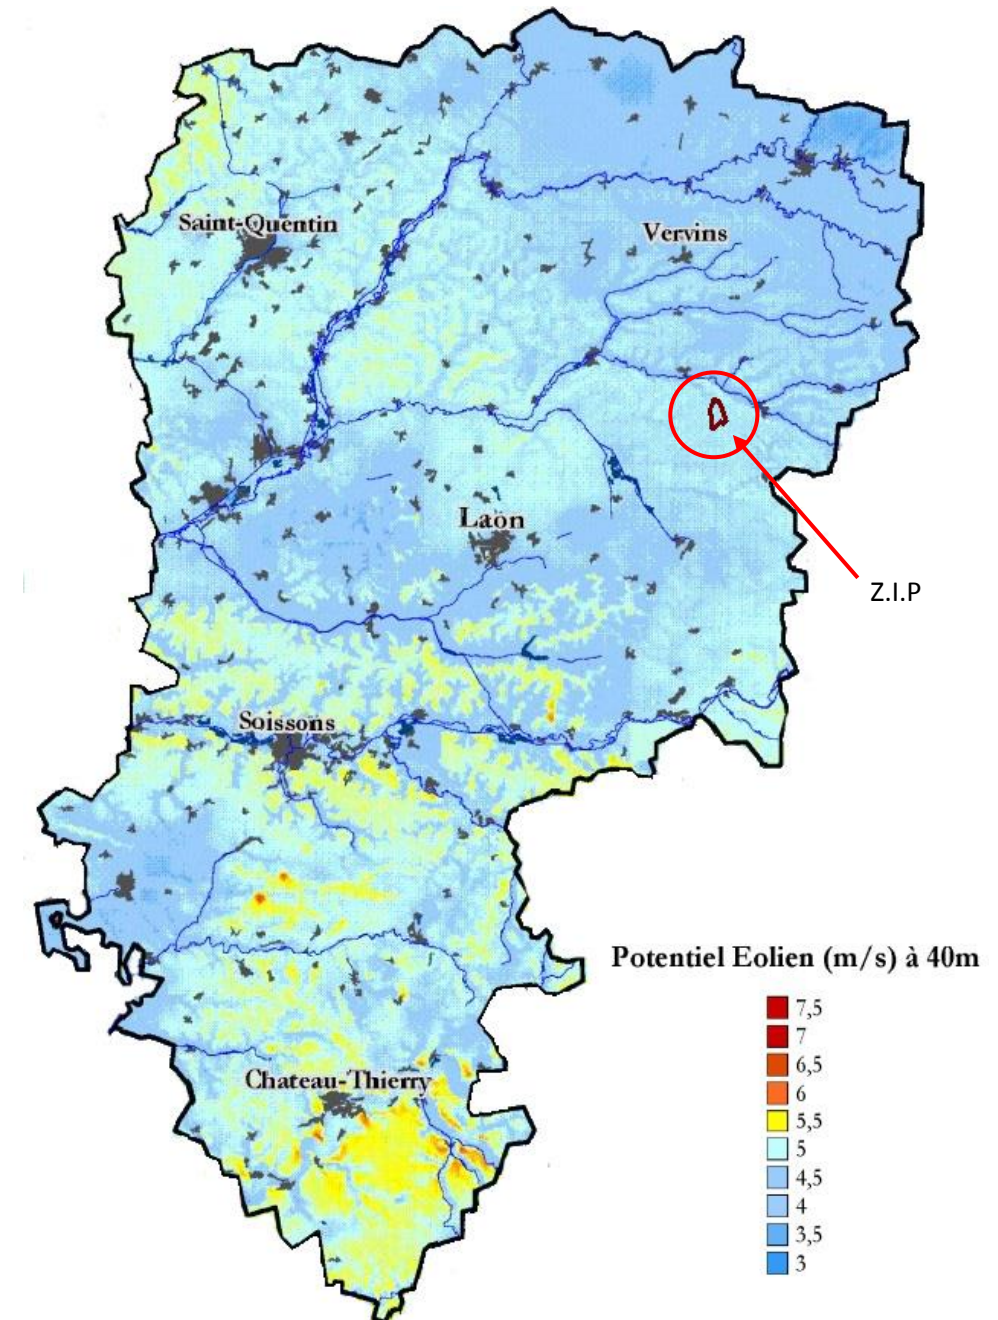 Saint-Quentin
Vervins
Laon
Z.I.P
Soissons
Potentiel Eolien (m/s) à 40m
7,5
7
6,5
6
5,5
5
4,5
4
3,5
3
Chateau-Thierry